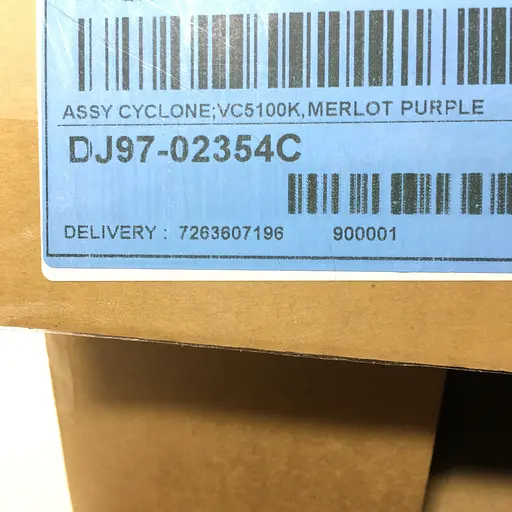 ASSY CYCLONE;VC5100K,MERLOT PURPLE
DJ97-02354C
DELIVERY : 7263607196 900001